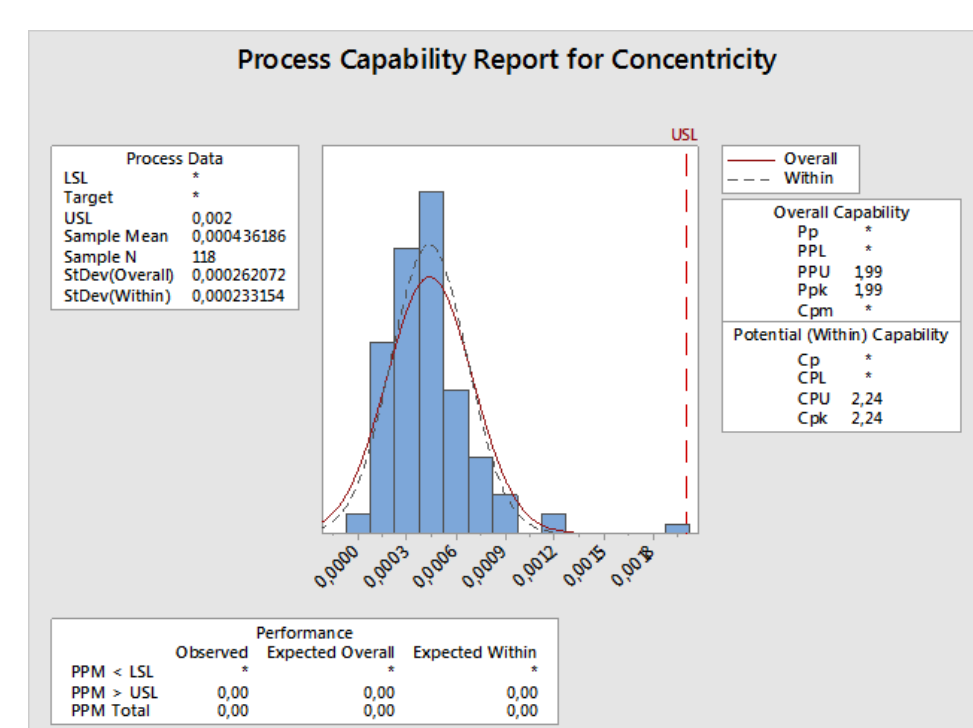 Process Capability Report for Concentricity
USL
Process Data
LSL *
Target *
USL 0,002
Sample Mean 0,000436186
Sample N 118
StDev(Overall) 0,000262072
StDev(Within) 0,000233154
Overall
Within
Overall Capability
Pp *
PPL *
PPU 1,99
Ppk 1,99
Cpm *
Potential (Within) Capability
Cp *
CPL *
CPU 2,24
Cpk 2,24
0,0000 0,0003 0,0006 0,0009 0,0012 0,0015 0,0018
Performance
Observed Expected Overall Expected Within
PPM < LSL * * *
PPM > USL 0,00 0,00 0,00
PPM Total 0,00 0,00 0,00